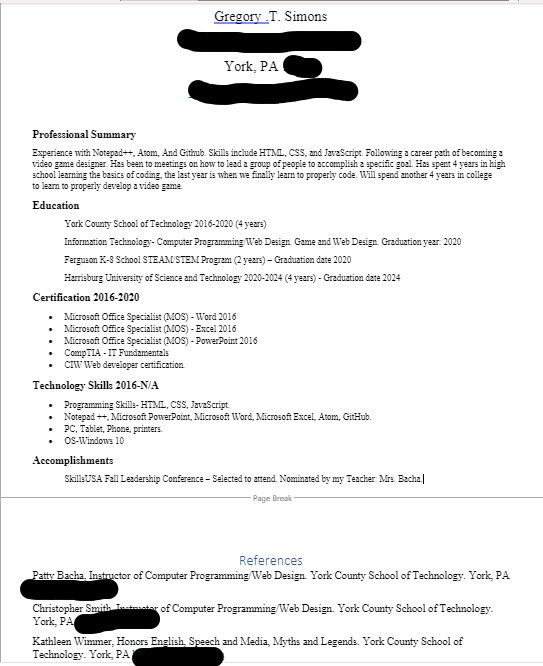 Gregory .T. Simons
York, PA
Professional Summary
Experience with Notepad++, Atom, And Github. Skills include HTML, CSS, and JavaScript. Following a career path of becoming a
video game designer. Has been to meetings on how to lead a group of people to accomplish a specific goal. Has spent 4 years in high
school learning the basics of coding, the last year is when we finally learn to properly code. Will spend another 4 years in college
to learn to properly develop a video game.
Education
York County School of Technology 2016-2020 (4 years)
Information Technology- Computer Programming/Web Design. Game and Web Design. Graduation year: 2020
Ferguson K-8 School STEAM/STEM Program (2 years) – Graduation date 2020
Harrisburg University of Science and Technology 2020-2024 (4 years) - Graduation date 2024
Certification 2016-2020
• Microsoft Office Specialist (MOS) - Word 2016
• Microsoft Office Specialist (MOS) - Excel 2016
• Microsoft Office Specialist (MOS) - PowerPoint 2016
• CompTIA - IT Fundamentals
• CIW Web developer certification.
Technology Skills 2016-N/A
• Programming Skills- HTML, CSS, JavaScript.
• Notepad ++, Microsoft PowerPoint, Microsoft Word, Microsoft Excel, Atom, GitHub.
• PC, Tablet, Phone, printers.
• OS-Windows 10
Accomplishments
SkillsUSA Fall Leadership Conference – Selected to attend. Nominated by my Teacher: Mrs. Bacha.
Page Break
References
Patty Bacha, Instructor of Computer Programming/Web Design. York County School of Technology. York, PA
Christopher Smith, Instructor of Computer Programming/Web Design. York County School of Technology.
York, PA
Kathleen Wimmer, Honors English, Speech and Media, Myths and Legends. York County School of
Technology. York, PA